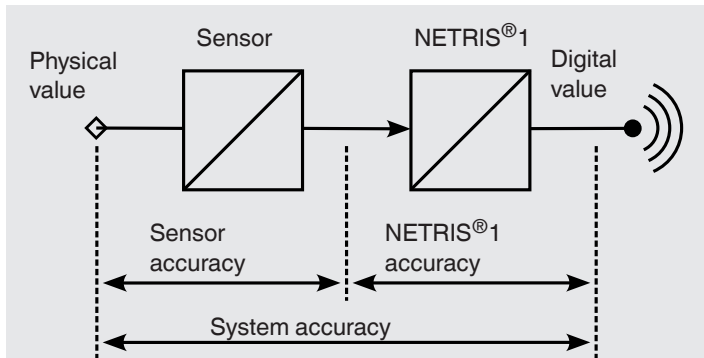 Sensor
NETRIS®1
Physical
value
Digital
value
Sensor
accuracy
NETRIS®1
accuracy
System accuracy